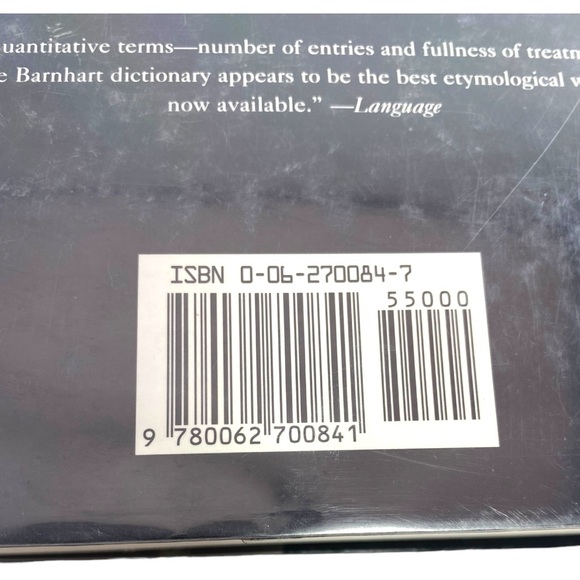 uantitative terms—number of entries and fullness of treatm
e Barnhart dictionary appears to be the best etymological w
now available.” —Language
ISBN 0-06-270084-7
55000
9 780062 700841